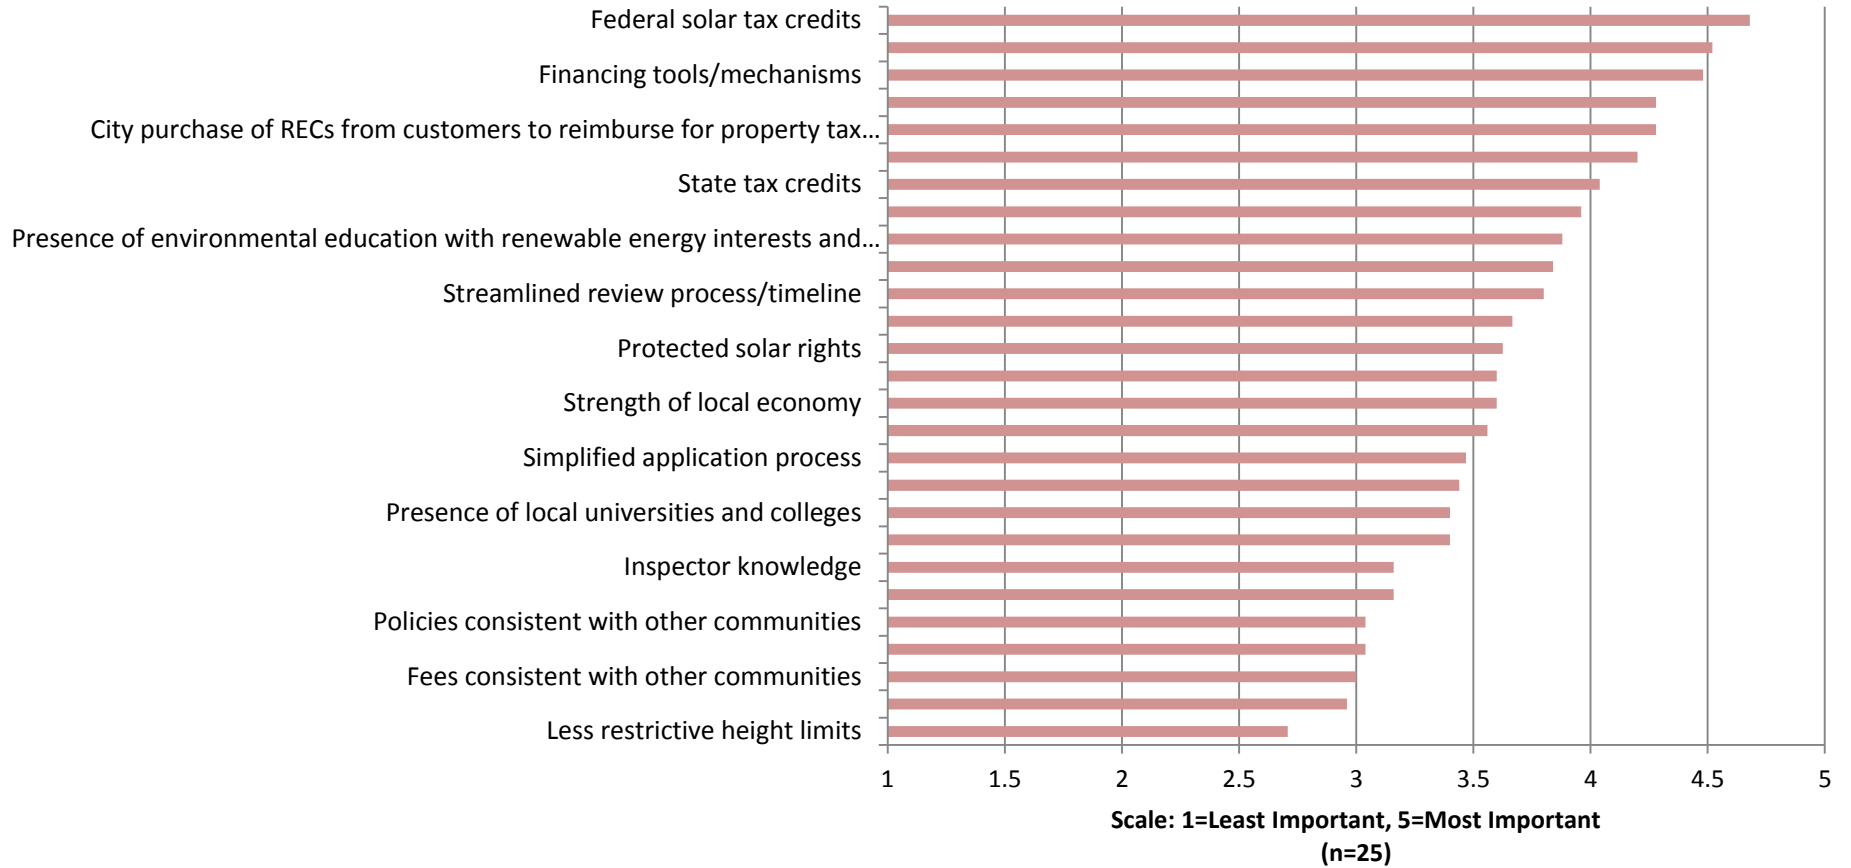 Federal solar tax credits
Financing tools/mechanisms
City purchase of RECs from customers to reimburse for property tax...
State tax credits
Presence of environmental education with renewable energy interests and...
Streamlined review process/timeline
Protected solar rights
Strength of local economy
Simplified application process
Presence of local universities and colleges
Inspector knowledge
Policies consistent with other communities
Fees consistent with other communities
Less restrictive height limits
1 1.5 2 2.5 3 3.5 4 4.5 5
Scale: 1=Least Important, 5=Most Important
(n=25)